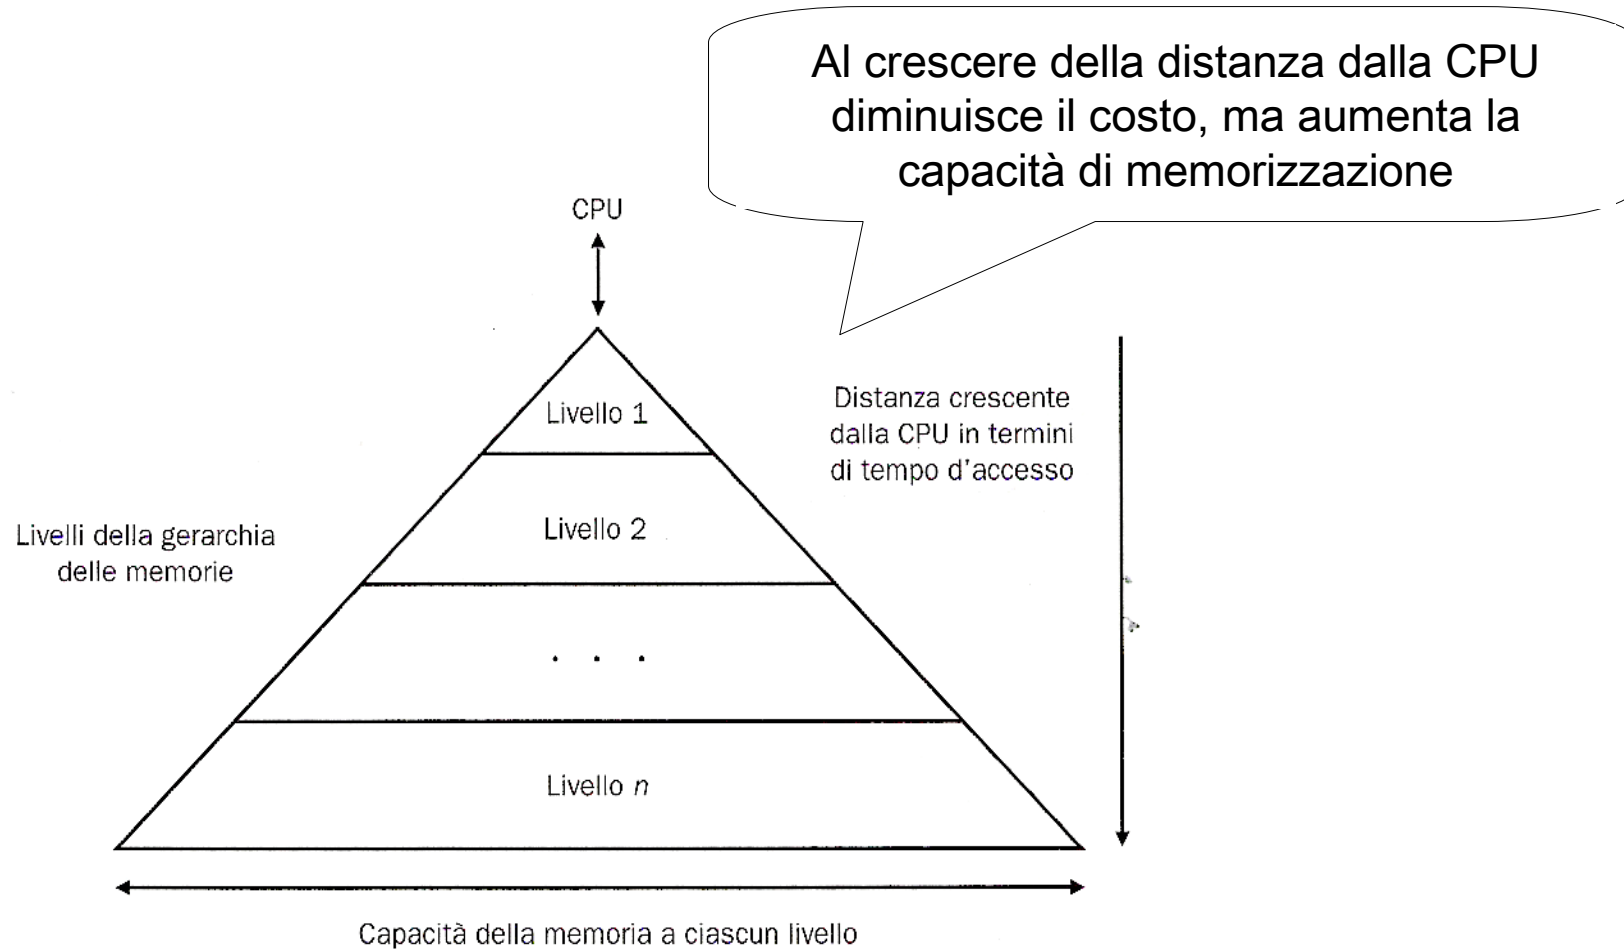 Al crescere della distanza dalla CPU
diminuisce il costo, ma aumenta la
capacità di memorizzazione
CPU
Livello 1
Distanza crescente
dalla CPU in termini
di tempo d'accesso
Livelli della gerarchia
delle memorie
Livello 2
. . .
Livello n
Capacità della memoria a ciascun livello